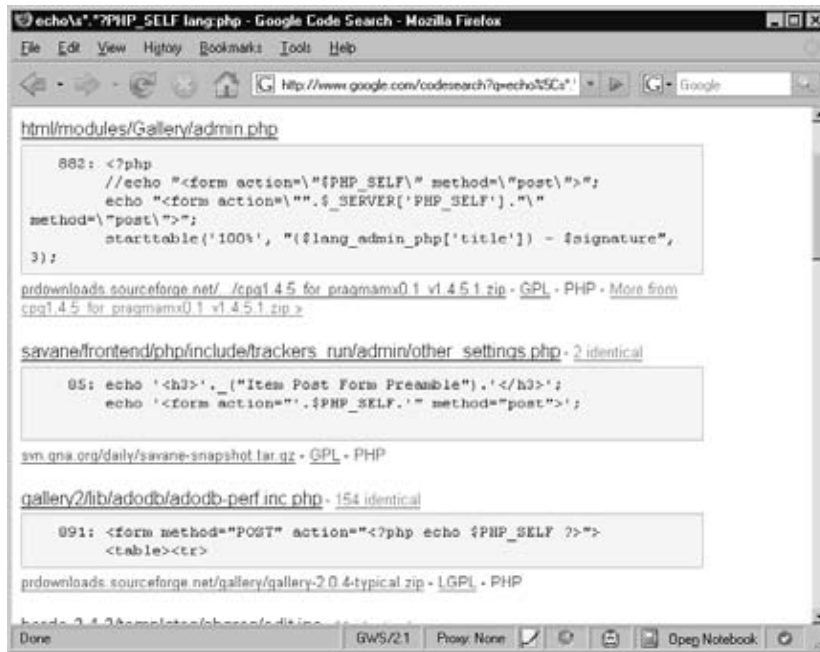 echo\s*.*?PHP_SELF lang:php - Google Code Search - Mozilla Firefox
File Edit View History Bookmarks Tools Help
http://www.google.com/codesearch?q=echo%5Cs*.' Google
html/modules/Gallery/admin.php
882: <?php
//echo "<form action=\"$PHP_SELF\" method=\"post\">";
echo "<form action=\"".$_SERVER['PHP_SELF']."\"
method=\"post\">";
starttable('100%', "($lang_admin_php['title']) - $signature",
3);
prdownloads.sourceforge.net/.../cpg1.4.5_for_pragmamx0.1_v1.4.5.1.zip - GPL - PHP - More from
cpg1.4.5_for_pragmamx0.1_v1.4.5.1.zip »
savane/frontend/php/include/trackers_run/admin/other_settings.php - 2 identical
85: echo '<h3>'._("Item Post Form Preamble").'</h3>';
echo '<form action="'.$PHP_SELF.'" method="post">';
svn.gna.org/daily/savane-snapshot.tar.gz - GPL - PHP
gallery2/lib/adodb/adodb-perf.inc.php - 154 identical
891: <form method="POST" action="<?php echo $PHP_SELF ?>">
<table><tr>
prdownloads.sourceforge.net/gallery/gallery-2.0.4-typical.zip - LGPL - PHP
Done GWS/2.1 Proxy: None Open Notebook